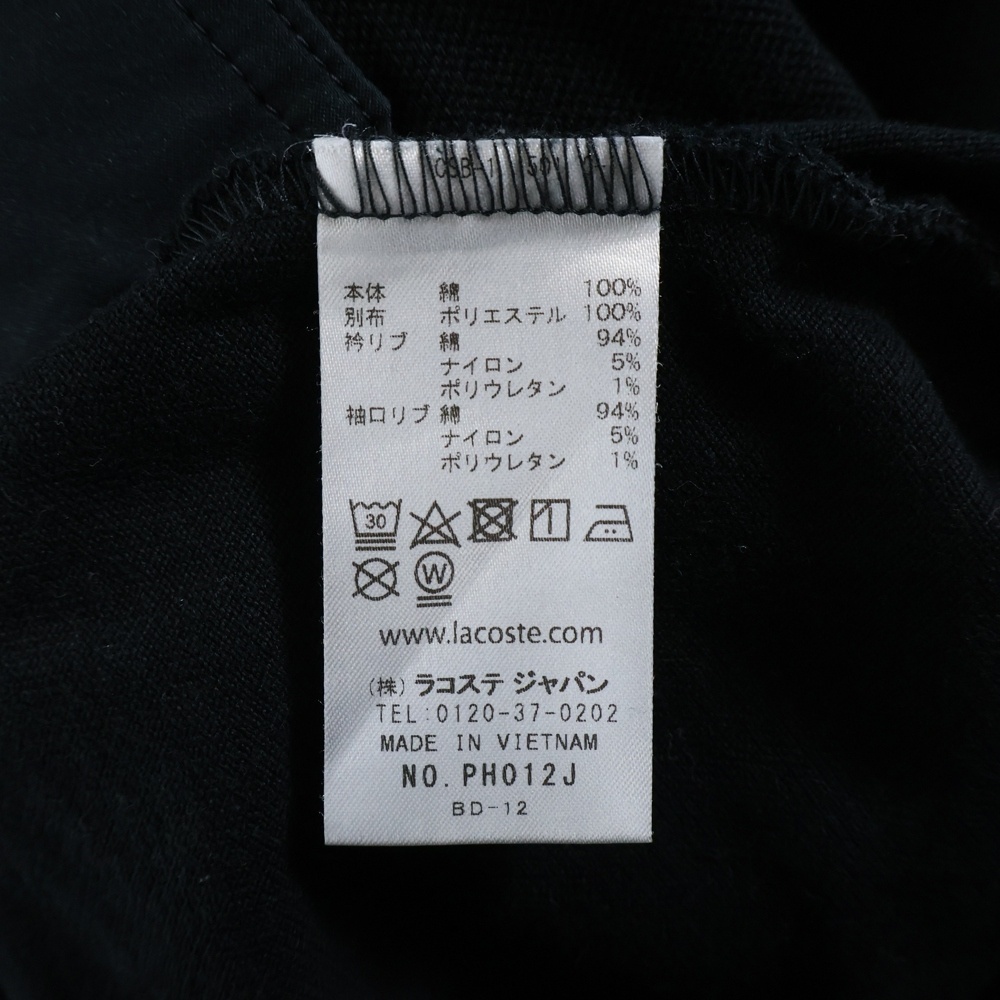 本体 綿 100%
別布 ポリエステル 100%
衿リブ 綿 94%
ナイロン 5%
ポリウレタン 1%
袖口リブ 綿 94%
ナイロン 5%
ポリウレタン 1%
30
W
www.lacoste.com
(株) ラコステ ジャパン
TEL:0120-37-0202
MADE IN VIETNAM
NO. PH012J
BD-12